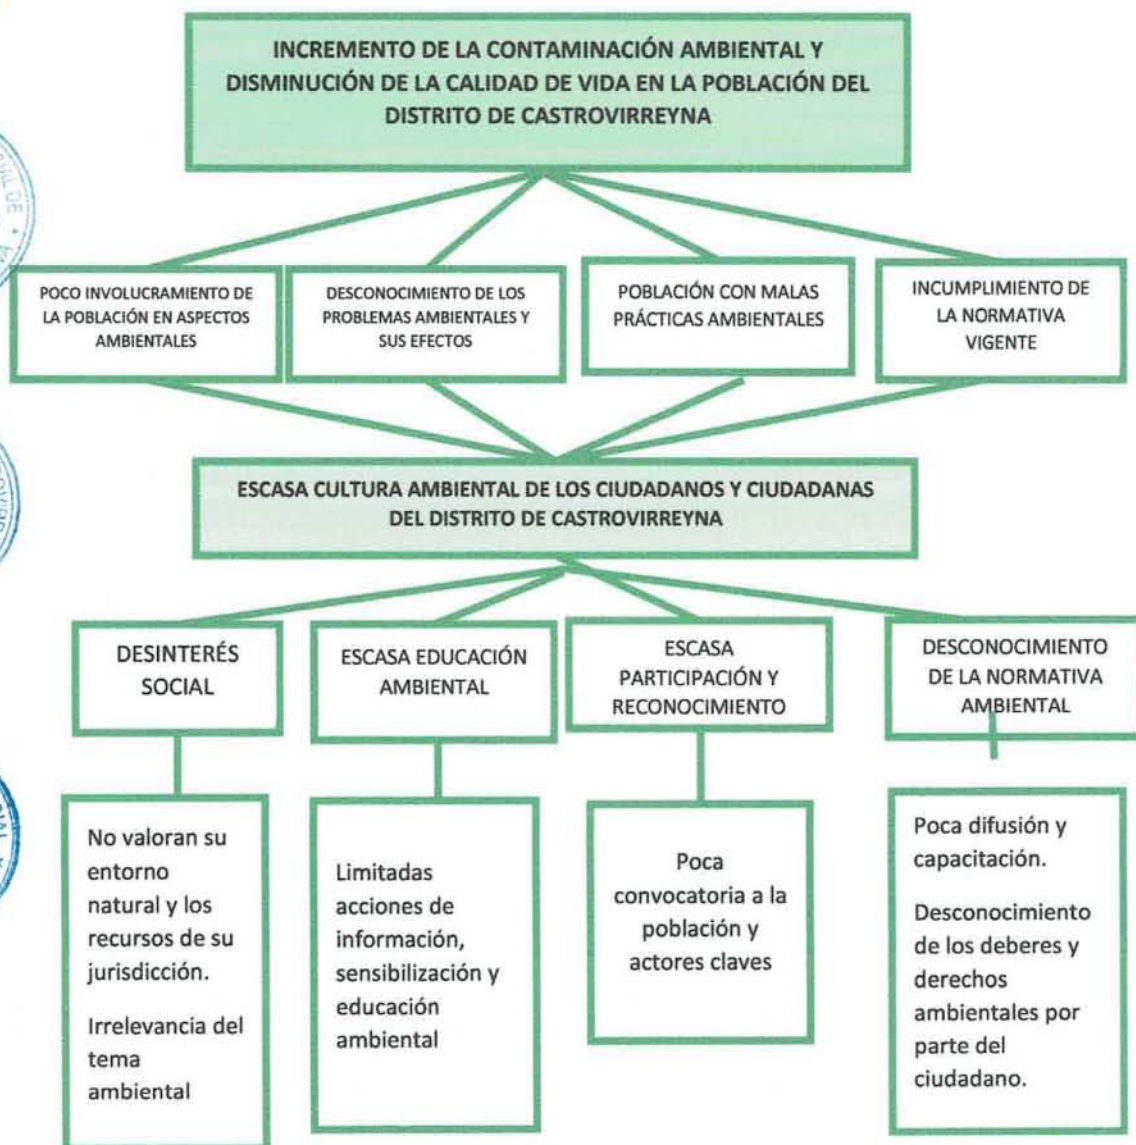 INCREMENTO DE LA CONTAMINACIÓN AMBIENTAL Y
DISMINUCIÓN DE LA CALIDAD DE VIDA EN LA POBLACIÓN DEL
DISTRITO DE CASTROVIRREYNA
POCO INVOLUCRAMIENTO DE
LA POBLACIÓN EN ASPECTOS
AMBIENTALES
DESCONOCIMIENTO DE LOS
PROBLEMAS AMBIENTALES Y
SUS EFECTOS
POBLACIÓN CON MALAS
PRÁCTICAS AMBIENTALES
INCUMPLIMIENTO DE
LA NORMATIVA
VIGENTE
ESCASA CULTURA AMBIENTAL DE LOS CIUDADANOS Y CIUDADANAS
DEL DISTRITO DE CASTROVIRREYNA
DESINTERÉS
SOCIAL
ESCASA EDUCACIÓN
AMBIENTAL
ESCASA
PARTICIPACIÓN Y
RECONOCIMIENTO
DESCONOCIMIENTO
DE LA NORMATIVA
AMBIENTAL
No valoran su
entorno
natural y los
recursos de su
jurisdicción.
Irrelevancia del
tema
ambiental
Limitadas
acciones de
información,
sensibilización y
educación
ambiental
Poca
convocatoria a la
población y
actores claves
Poca difusión y
capacitación.
Desconocimiento
de los deberes y
derechos
ambientales por
parte del
ciudadano.